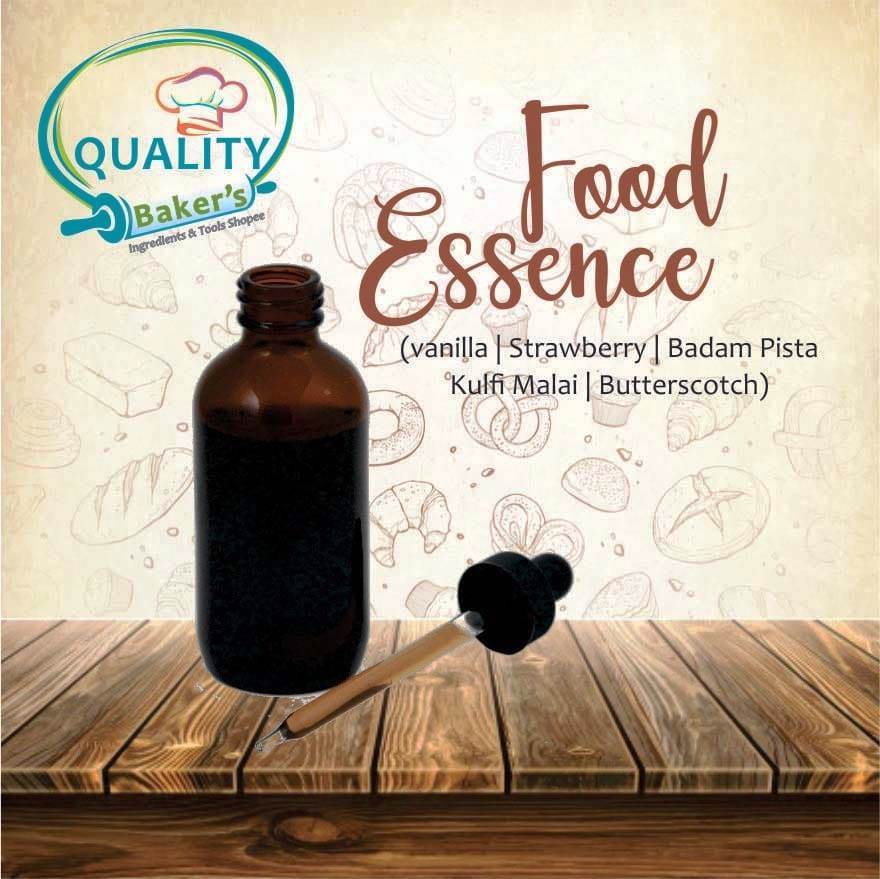 QUALITY
Baker's
Ingredients & Tools Shopee
Food
Essence
(vanilla | Strawberry | Badam Pista
Kulfi Malai | Butterscotch)